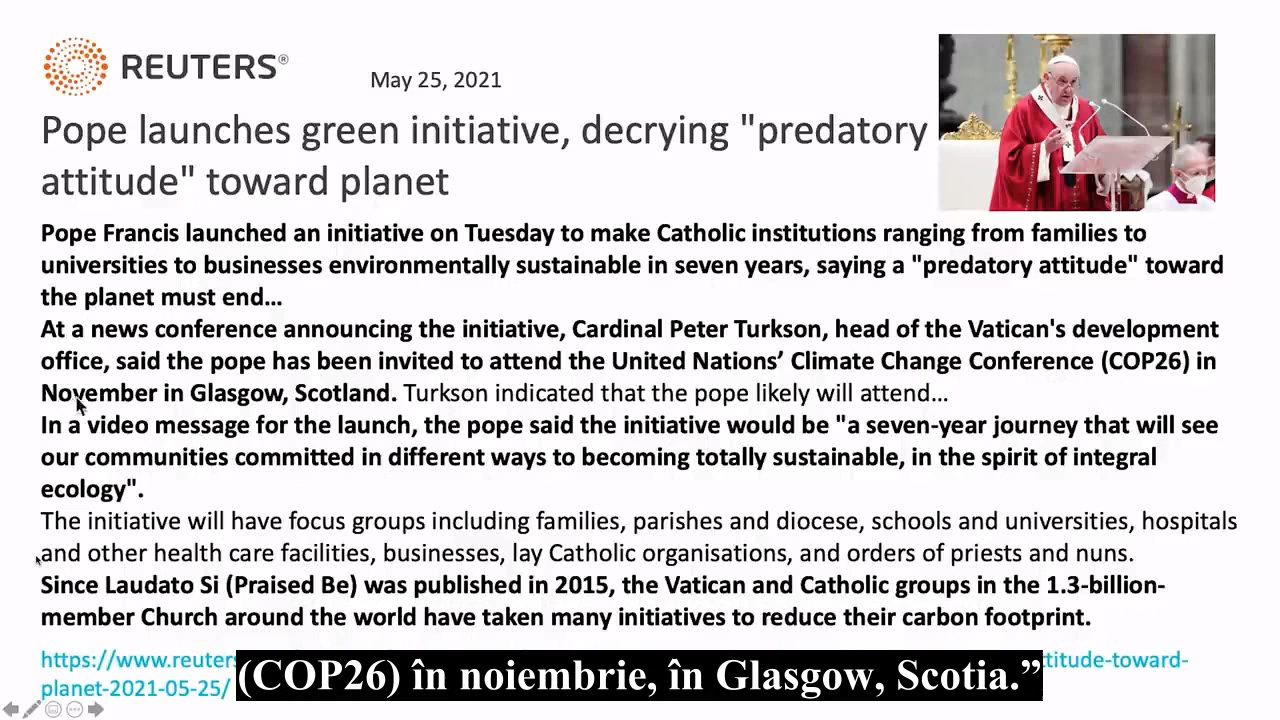 REUTERS®
May 25, 2021
Pope launches green initiative, decrying "predatory
attitude" toward planet
Pope Francis launched an initiative on Tuesday to make Catholic institutions ranging from families to
universities to businesses environmentally sustainable in seven years, saying a "predatory attitude" toward
the planet must end…
At a news conference announcing the initiative, Cardinal Peter Turkson, head of the Vatican's development
office, said the pope has been invited to attend the United Nations’ Climate Change Conference (COP26) in
November in Glasgow, Scotland. Turkson indicated that the pope likely will attend…
In a video message for the launch, the pope said the initiative would be "a seven-year journey that will see
our communities committed in different ways to becoming totally sustainable, in the spirit of integral
ecology".
The initiative will have focus groups including families, parishes and diocese, schools and universities, hospitals
and other health care facilities, businesses, lay Catholic organisations, and orders of priests and nuns.
Since Laudato Si (Praised Be) was published in 2015, the Vatican and Catholic groups in the 1.3-billion-
member Church around the world have taken many initiatives to reduce their carbon footprint.
https://www.reuters ttitude-toward-
planet-2021-05-25/
(COP26) în noiembrie, în Glasgow, Scotia.”